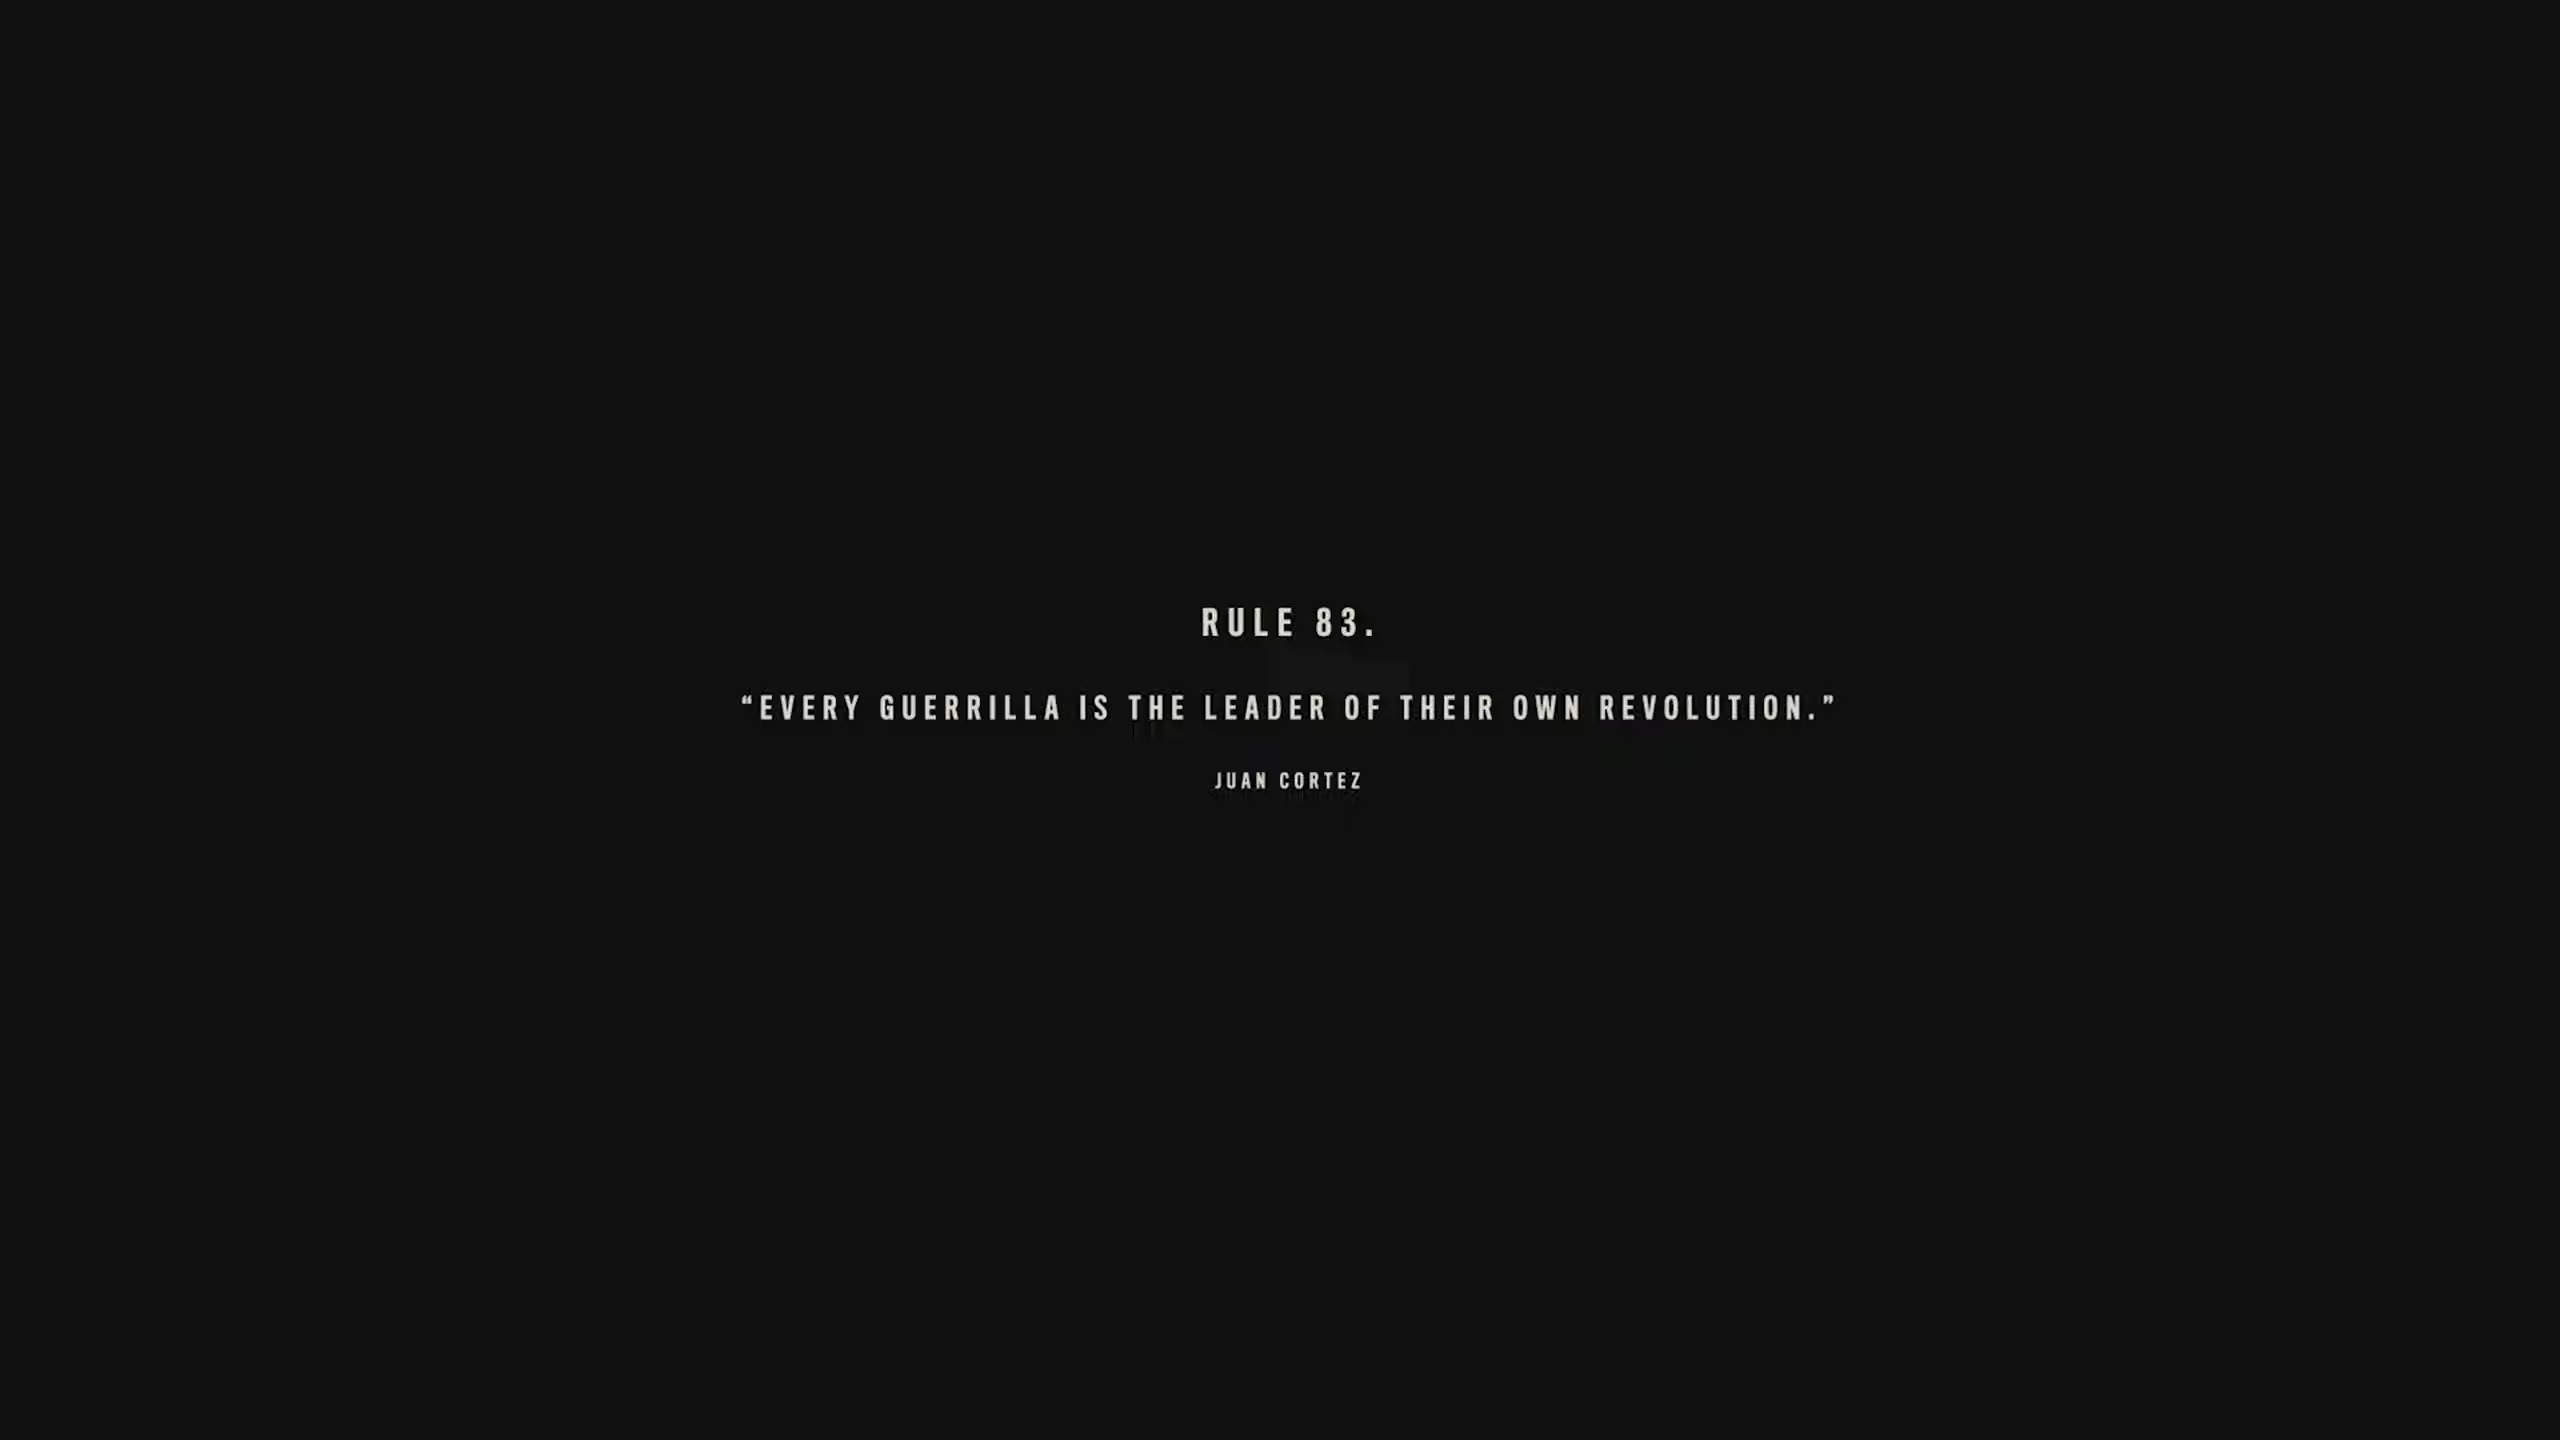 RULE 83.
“EVERY GUERRILLA IS THE LEADER OF THEIR OWN REVOLUTION.”
JUAN CORTEZ